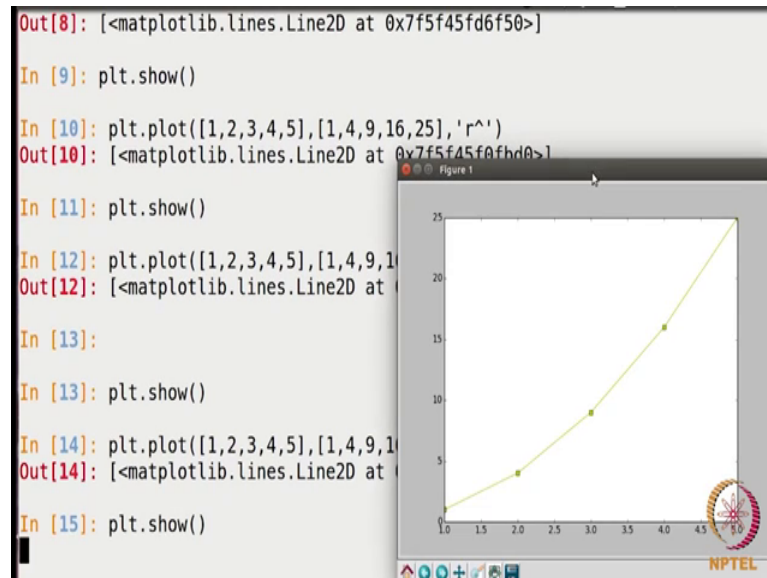 Out[8]: [<matplotlib.lines.Line2D at 0x7f5f45fd6f50>]
In [9]: plt.show()
In [10]: plt.plot([1,2,3,4,5],[1,4,9,16,25],'r^')
Out[10]: [<matplotlib.lines.Line2D at 0x7f5f45f0fbd0>]
Figure 1
In [11]: plt.show()
In [12]: plt.plot([1,2,3,4,5],[1,4,9,1
Out[12]: [<matplotlib.lines.Line2D at
In [13]:
In [13]: plt.show()
In [14]: plt.plot([1,2,3,4,5],[1,4,9,1
Out[14]: [<matplotlib.lines.Line2D at
In [15]: plt.show()
25
20
15
10
5
1.0 1.5 2.0 2.5 3.0 3.5 4.0 4.5 5.0
NPTEL